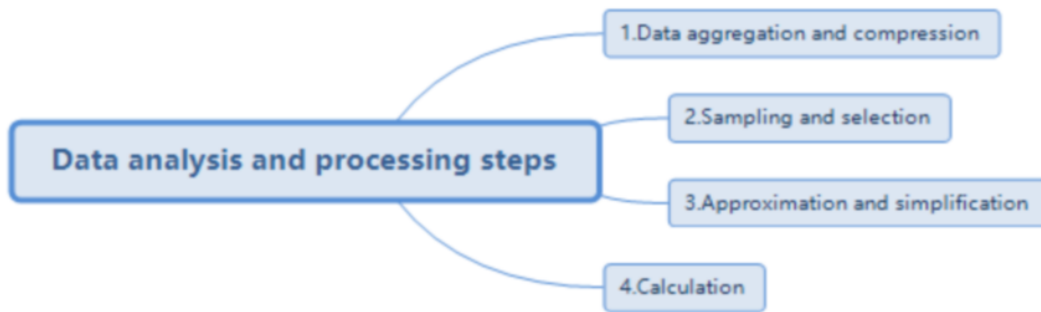 Data analysis and processing steps
1.Data aggregation and compression
2.Sampling and selection
3.Approximation and simplification
4.Calculation